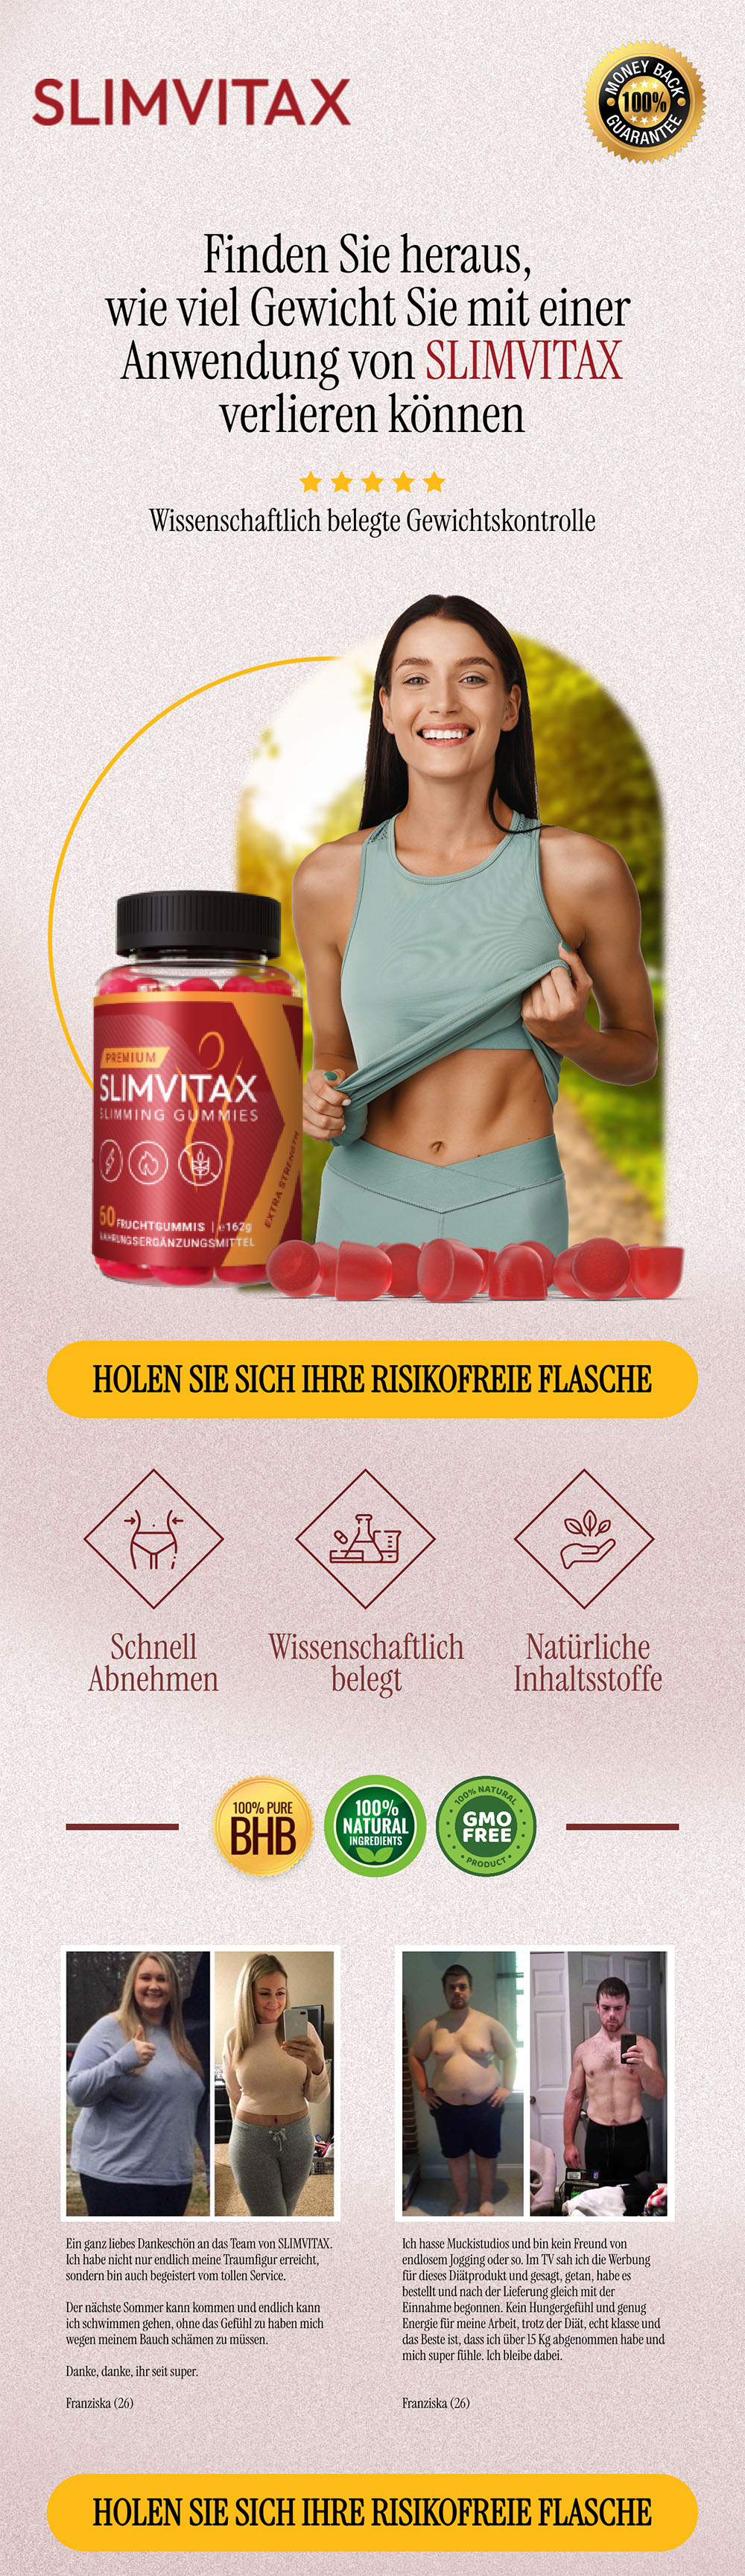 SLIMVITAX
MONEY BACK
100%
GUARANTEE
Finden Sie heraus,
wie viel Gewicht Sie mit einer
Anwendung von SLIMVITAX
verlieren können
Wissenschaftlich belegte Gewichtskontrolle
PREMIUM
SLIMVITAX
SLIMMING GUMMIES
EXTRA STRENGTH
60 FRUCHTGUMMIS | e162g
NAHRUNGSERGÄNZUNGSMITTEL
HOLEN SIE SICH IHRE RISIKOFREIE FLASCHE
Schnell
Abnehmen
Wissenschaftlich
belegt
Natürliche
Inhaltsstoffe
100% PURE
BHB
100%
NATURAL
INGREDIENTS
100% NATURAL
GMO
FREE
PRODUCT
Ein ganz liebes Dankeschön an das Team von SLIMVITAX.
Ich habe nicht nur endlich meine Traumfigur erreicht,
sondern bin auch begeistert vom tollen Service.
Der nächste Sommer kann kommen und endlich kann
ich schwimmen gehen, ohne das Gefühl zu haben mich
wegen meinem Bauch schämen zu müssen.
Danke, danke, ihr seit super.
Franziska (26)
Ich hasse Muckistudios und bin kein Freund von
endlosem Jogging oder so. Im TV sah ich die Werbung
für dieses Diätprodukt und gesagt, getan, habe es
bestellt und nach der Lieferung gleich mit der
Einnahme begonnen. Kein Hungergefühl und genug
Energie für meine Arbeit, trotz der Diät, echt klasse und
das Beste ist, dass ich über 15 Kg abgenommen habe und
mich super fühle. Ich bleibe dabei.
Franziska (26)
HOLEN SIE SICH IHRE RISIKOFREIE FLASCHE